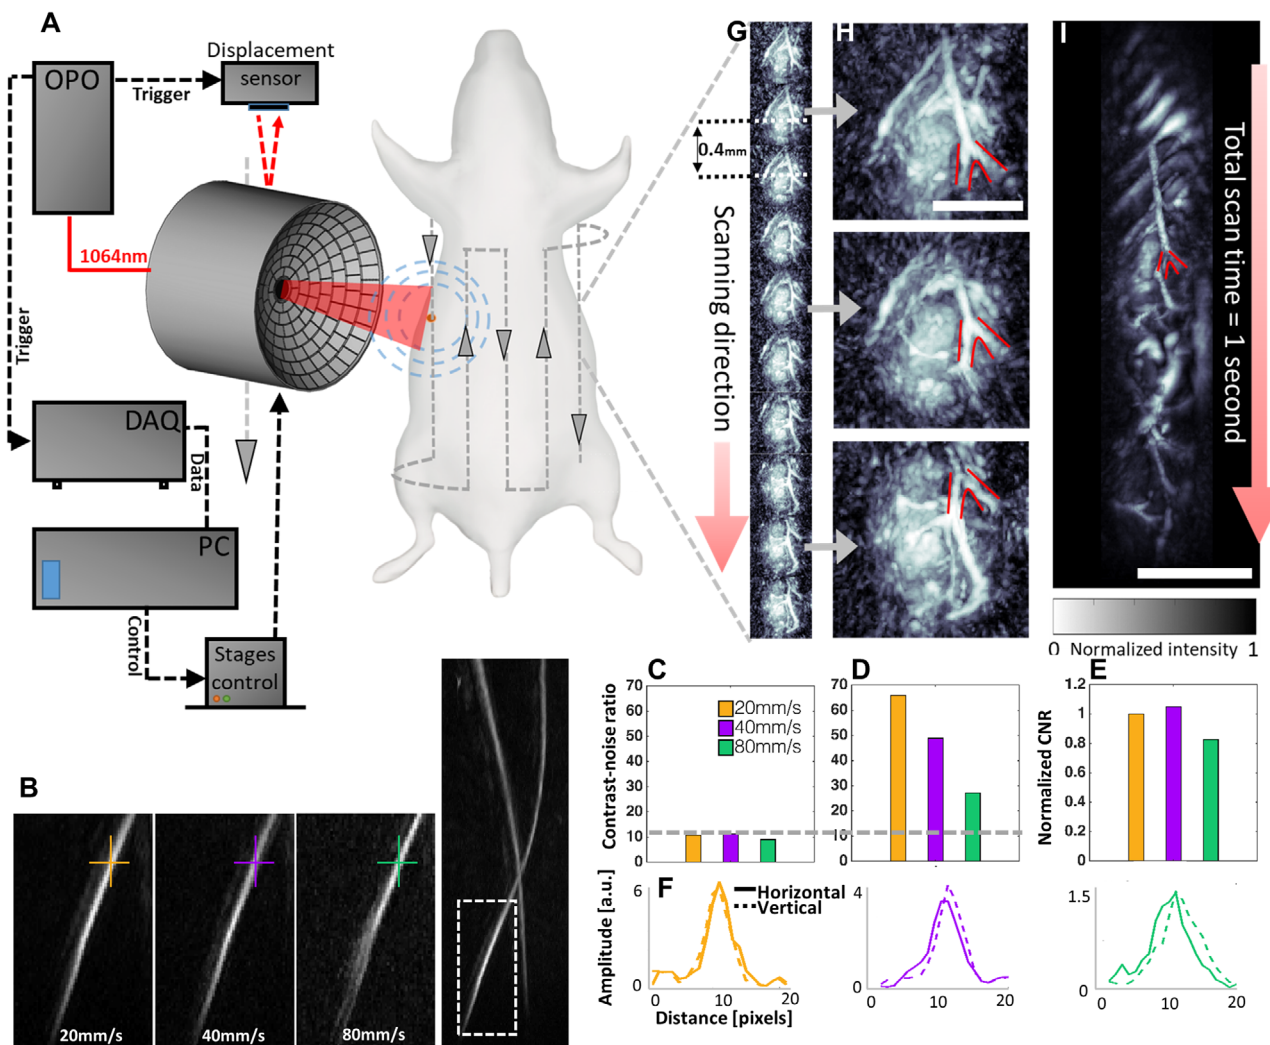 A
Displacement
sensor
OPO
Trigger
1064nm
Trigger
DAQ
Data
PC
Control
Stages
control
G
0.4mm
Scanning direction
H
I
Total scan time = 1 second
0 Normalized intensity 1
B
20mm/s
40mm/s
80mm/s
C
Contrast-noise ratio
70
60
50
40
30
20
10
0
20mm/s
40mm/s
80mm/s
D
70
60
50
40
30
20
10
0
E
Normalized CNR
1.2
1
0.8
0.6
0.4
0.2
0
F
Amplitude [a.u.]
6
0
Horizontal
Vertical
0 10 20
Distance [pixels]
4
0
0 10 20
1.5
0
0 10 20